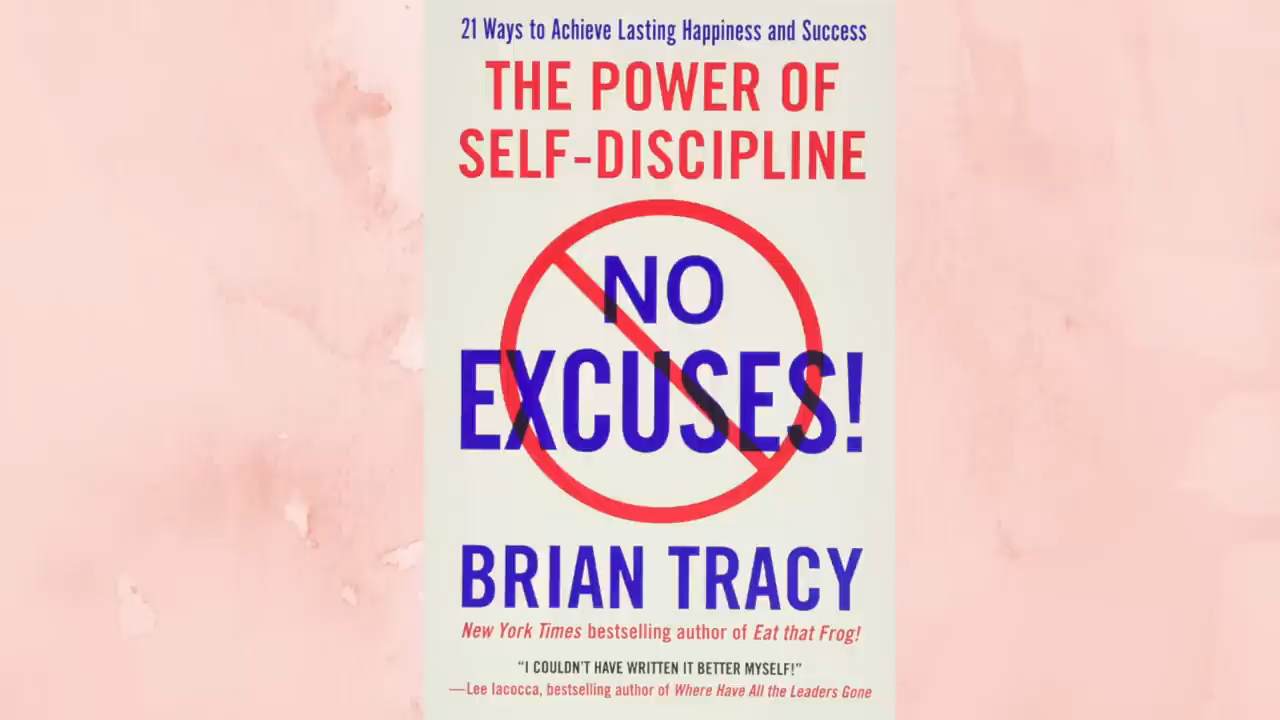 21 Ways to Achieve Lasting Happiness and Success
THE POWER OF
SELF-DISCIPLINE
NO
EXCUSES!
BRIAN TRACY
New York Times bestselling author of Eat that Frog!
“I COULDN'T HAVE WRITTEN IT BETTER MYSELF!”
—Lee Iacocca, bestselling author of Where Have All the Leaders Gone